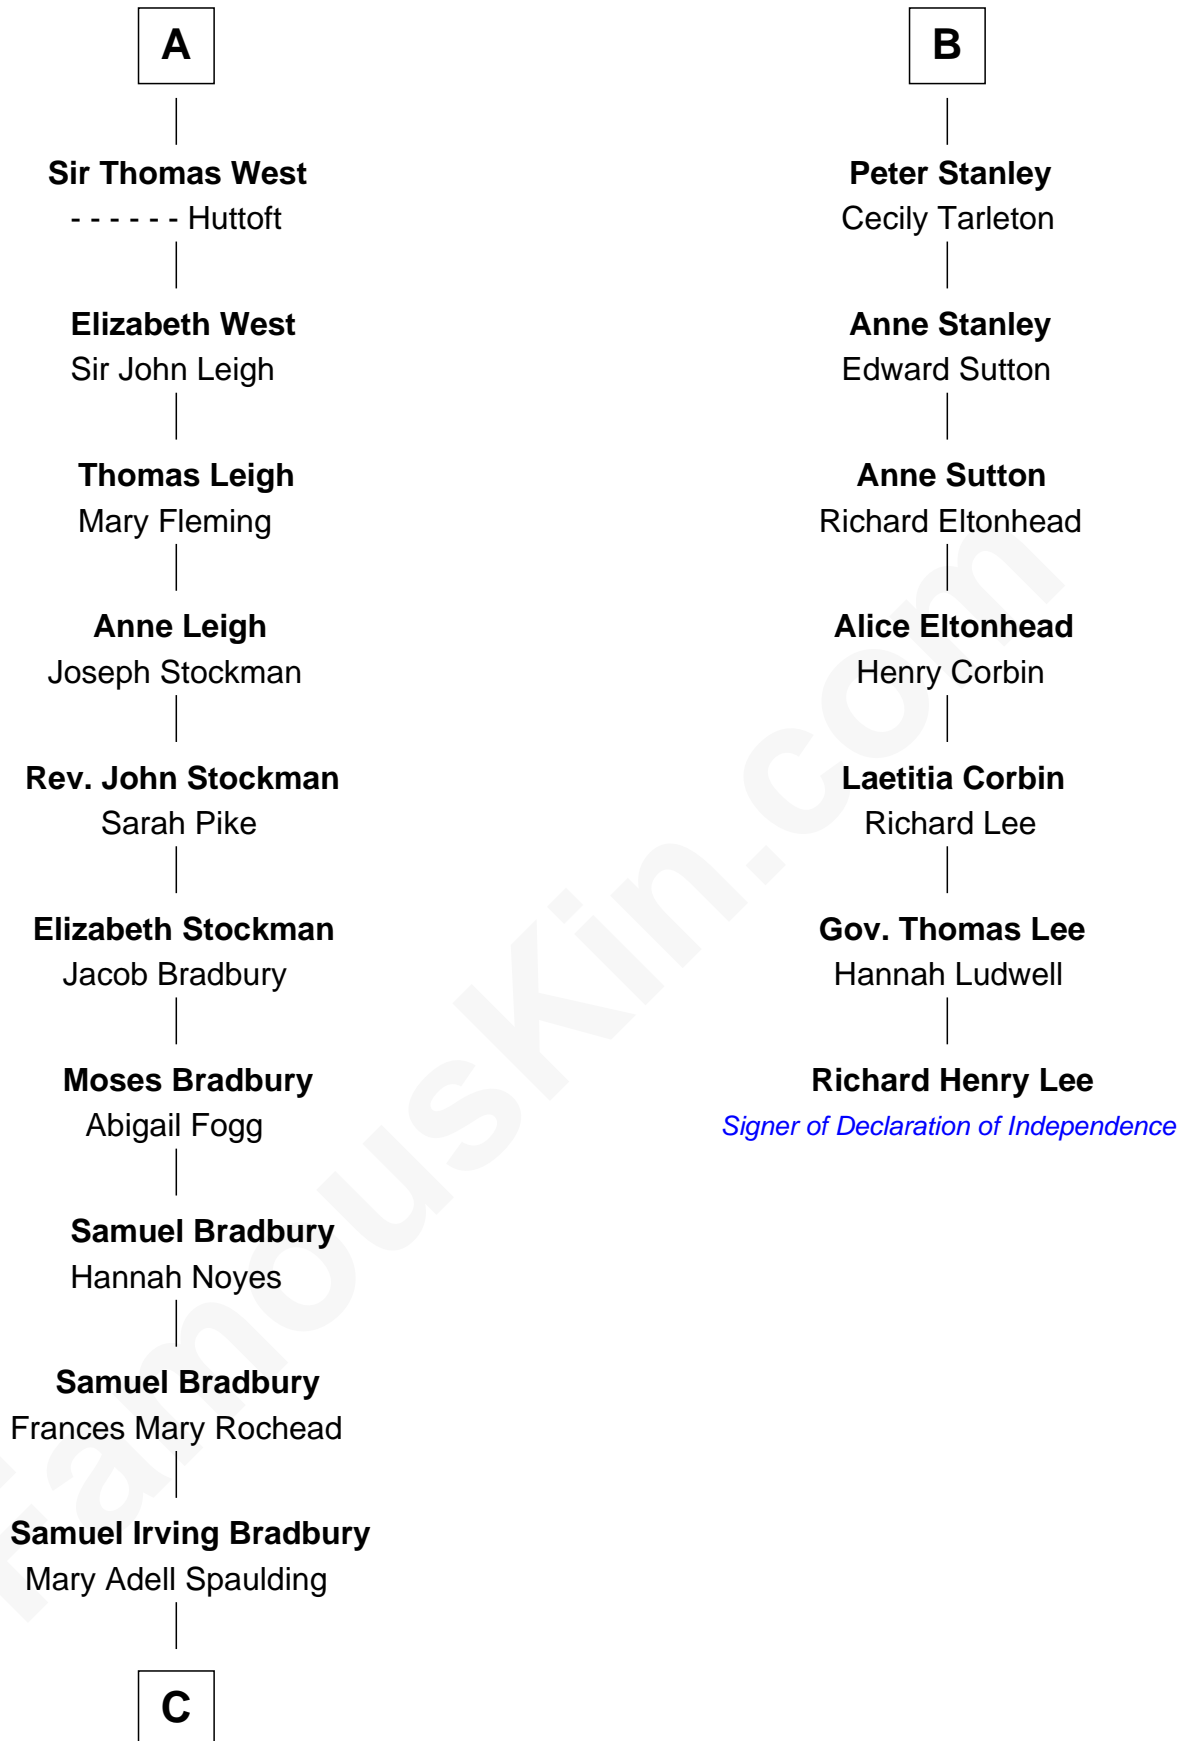 A
Sir Thomas West
- - - - - - Huttoft
Elizabeth West
Sir John Leigh
Thomas Leigh
Mary Fleming
Anne Leigh
Joseph Stockman
Rev. John Stockman
Sarah Pike
Elizabeth Stockman
Jacob Bradbury
Moses Bradbury
Abigail Fogg
Samuel Bradbury
Hannah Noyes
Samuel Bradbury
Frances Mary Rochead
Samuel Irving Bradbury
Mary Adell Spaulding
C
B
Peter Stanley
Cecily Tarleton
Anne Stanley
Edward Sutton
Anne Sutton
Richard Eltonhead
Alice Eltonhead
Henry Corbin
Laetitia Corbin
Richard Lee
Gov. Thomas Lee
Hannah Ludwell
Richard Henry Lee
Signer of Declaration of Independence
FamousKin.com